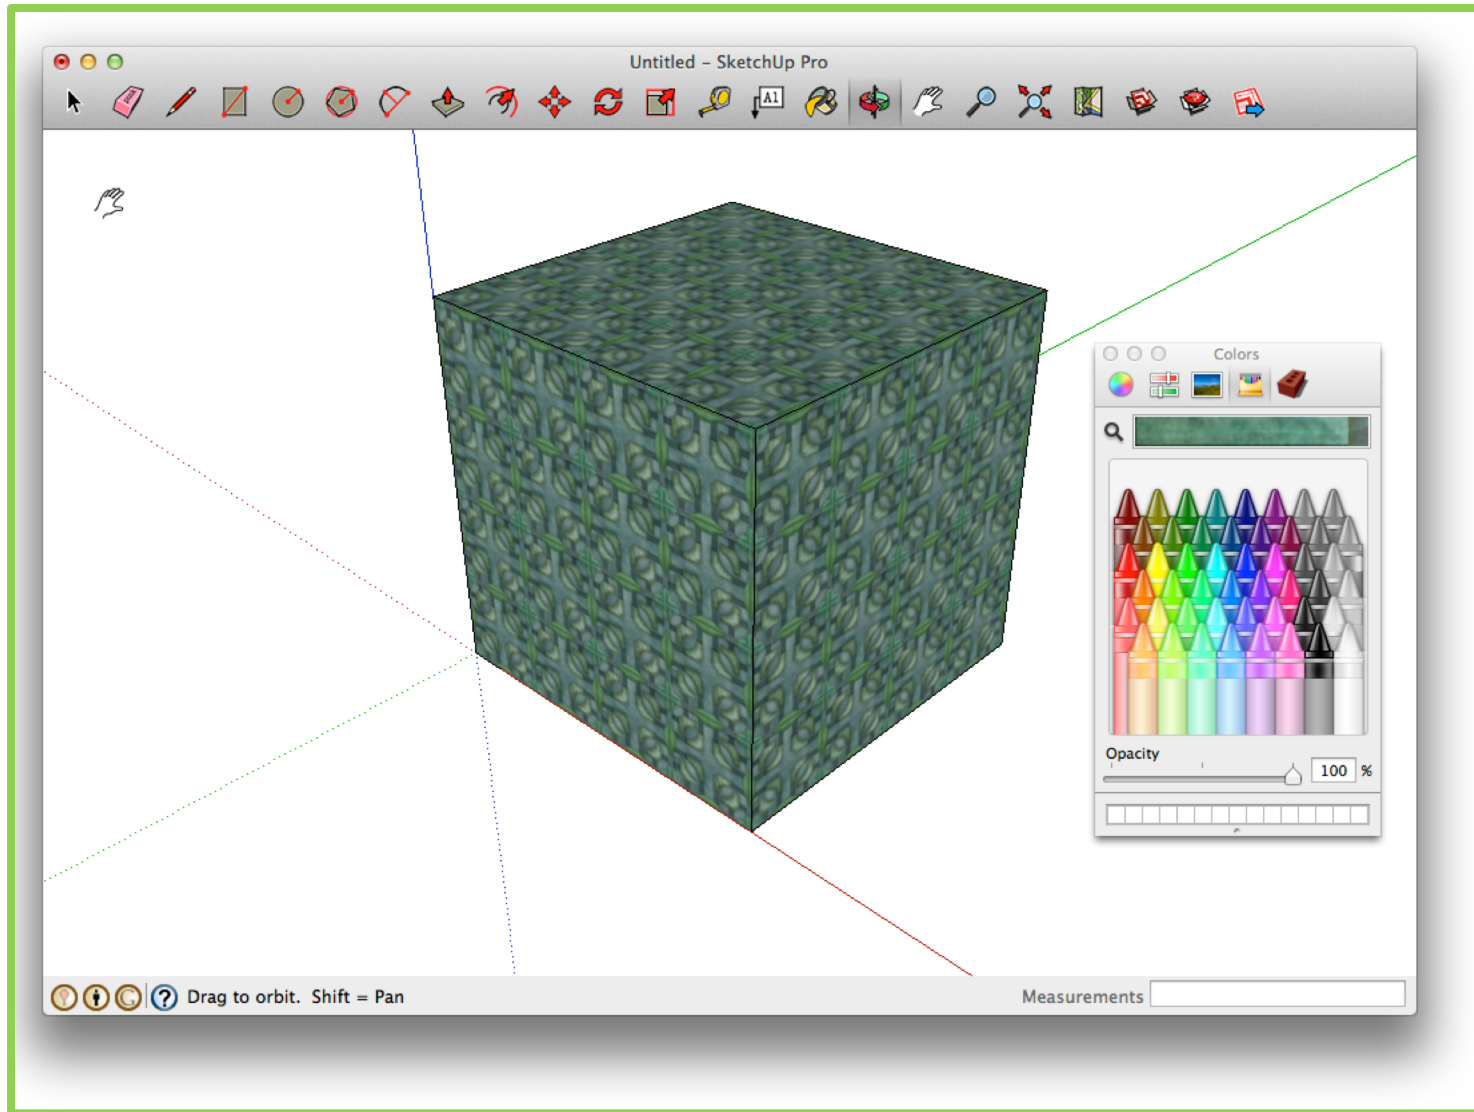 Untitled – SketchUp Pro
A1
Colors
Opacity
100 %
Drag to orbit. Shift = Pan
Measurements